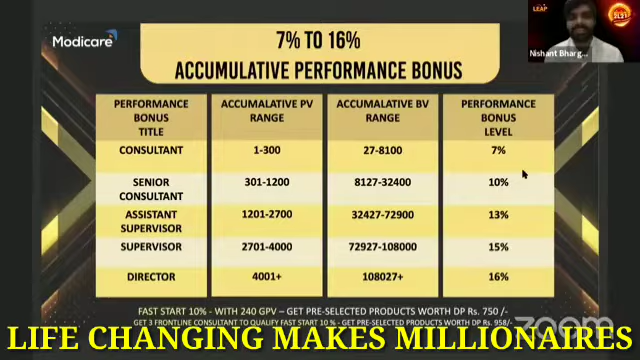 Modicare
7% TO 16%
ACCUMULATIVE PERFORMANCE BONUS
LEAP
Nishant Bharg...
PERFORMANCE BONUS TITLE
ACCUMALATIVE PV RANGE
ACCUMALATIVE BV RANGE
PERFORMANCE BONUS LEVEL
CONSULTANT 1-300 27-8100 7%
SENIOR CONSULTANT 301-1200 8127-32400 10%
ASSISTANT SUPERVISOR 1201-2700 32427-72900 13%
SUPERVISOR 2701-4000 72927-108000 15%
DIRECTOR 4001+ 108027+ 16%
FAST START 10% - WITH 240 GPV – GET PRE-SELECTED PRODUCTS WORTH DP Rs. 750 /-
GET 3 FRONTLINE CONSULTANT TO QUALIFY FAST START 10 % - GET PRE-SELECTED PRODUCTS WORTH DP Rs. 958/-
zoom
LIFE CHANGING MAKES MILLIONAIRES